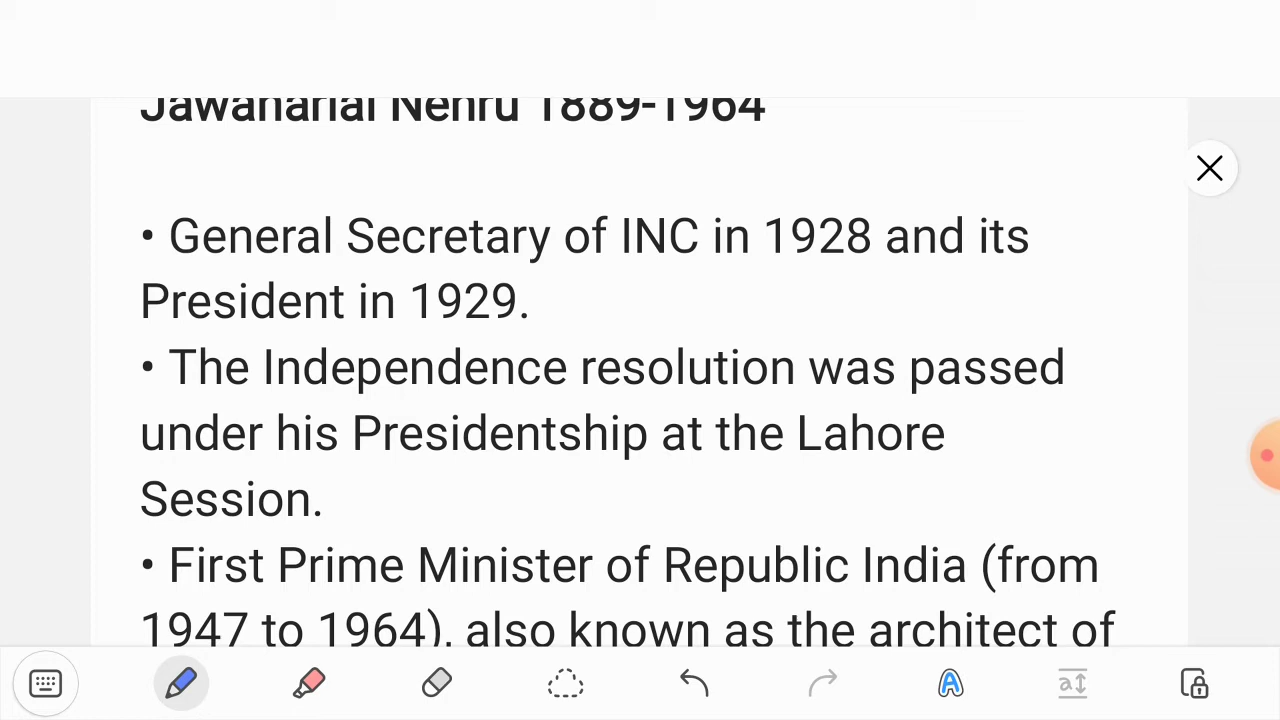 Jawaharlal Nehru 1889-1964
• General Secretary of INC in 1928 and its
President in 1929.
• The Independence resolution was passed
under his Presidentship at the Lahore
Session.
• First Prime Minister of Republic India (from
1947 to 1964), also known as the architect of
A
a